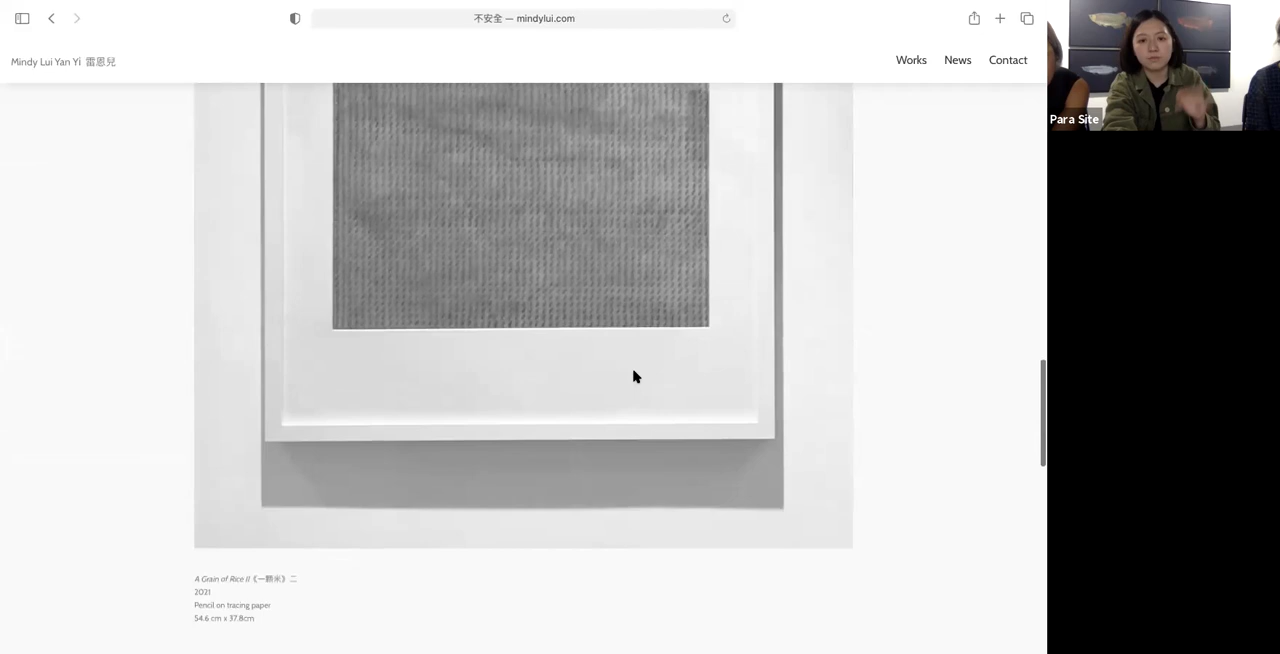 不安全 — mindylui.com
Mindy Lui Yan Yi 雷恩兒
Works News Contact
Para Site
A Grain of Rice II《一顆米》二
2021
Pencil on tracing paper
54.6 cm x 37.8cm